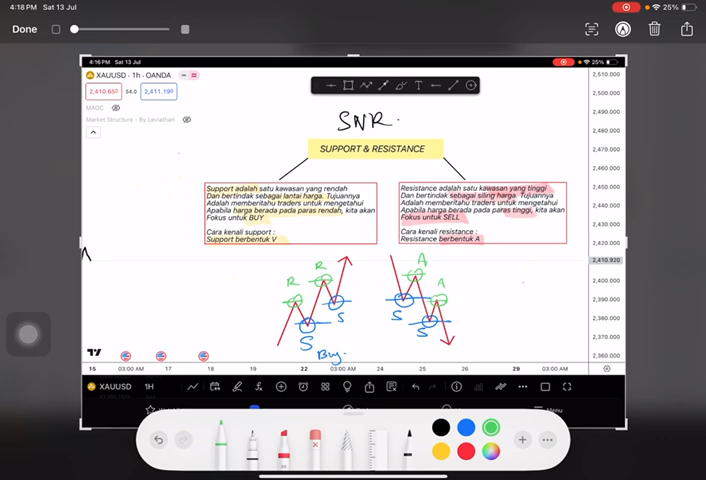 4:18 PM Sat 13 Jul
25%
Done
4:16 PM Sat 13 Jul
25%
XAUUSD · 1h · OANDA
2,410.65⁰ 54.0 2,411.19⁰
MAOC
Market Structure - By Leviathan
SNR.
SUPPORT & RESISTANCE
Support adalah satu kawasan yang rendah
Dan bertindak sebagai lantai harga. Tujuannya
Adalah memberitahu traders untuk mengetahui
Apabila harga berada pada paras rendah, kita akan
Fokus untuk BUY
Cara kenali support :
Support berbentuk V
Resistance adalah satu kawasan yang tinggi
Dan bertindak sebagai siling harga. Tujuannya
Adalah memberitahu traders untuk mengetahui
Apabila harga berada pada paras tinggi, kita akan
Fokus untuk SELL
Cara kenali resistance :
Resistance berbentuk A
R R
S S
Buy.
A A
S S
2,510.000
2,500.000
2,490.000
2,480.000
2,470.000
2,460.000
2,450.000
2,440.000
2,430.000
2,420.000
2,410.920
2,400.000
2,390.000
2,380.000
2,370.000
2,360.000
15 03:00 AM 17 18 19 22 03:00 AM 24 25 26 29 03:00 AM
XAUUSD 1H
Menu